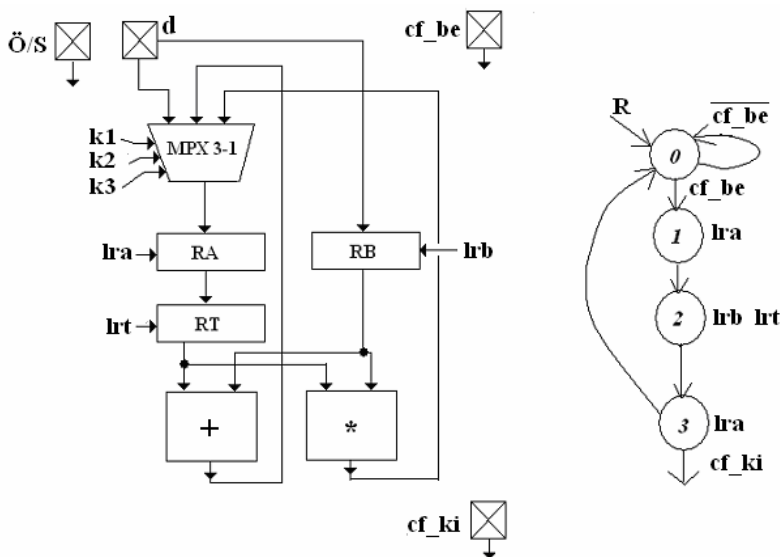 Ö/S
d
cf_be
k1
k2
k3
MPX 3-1
lra
RA
RB
lrb
lrt
RT
+
*
cf_ki
R
cf_be
0
cf_be
1
lra
2
lrb lrt
3
lra
cf_ki